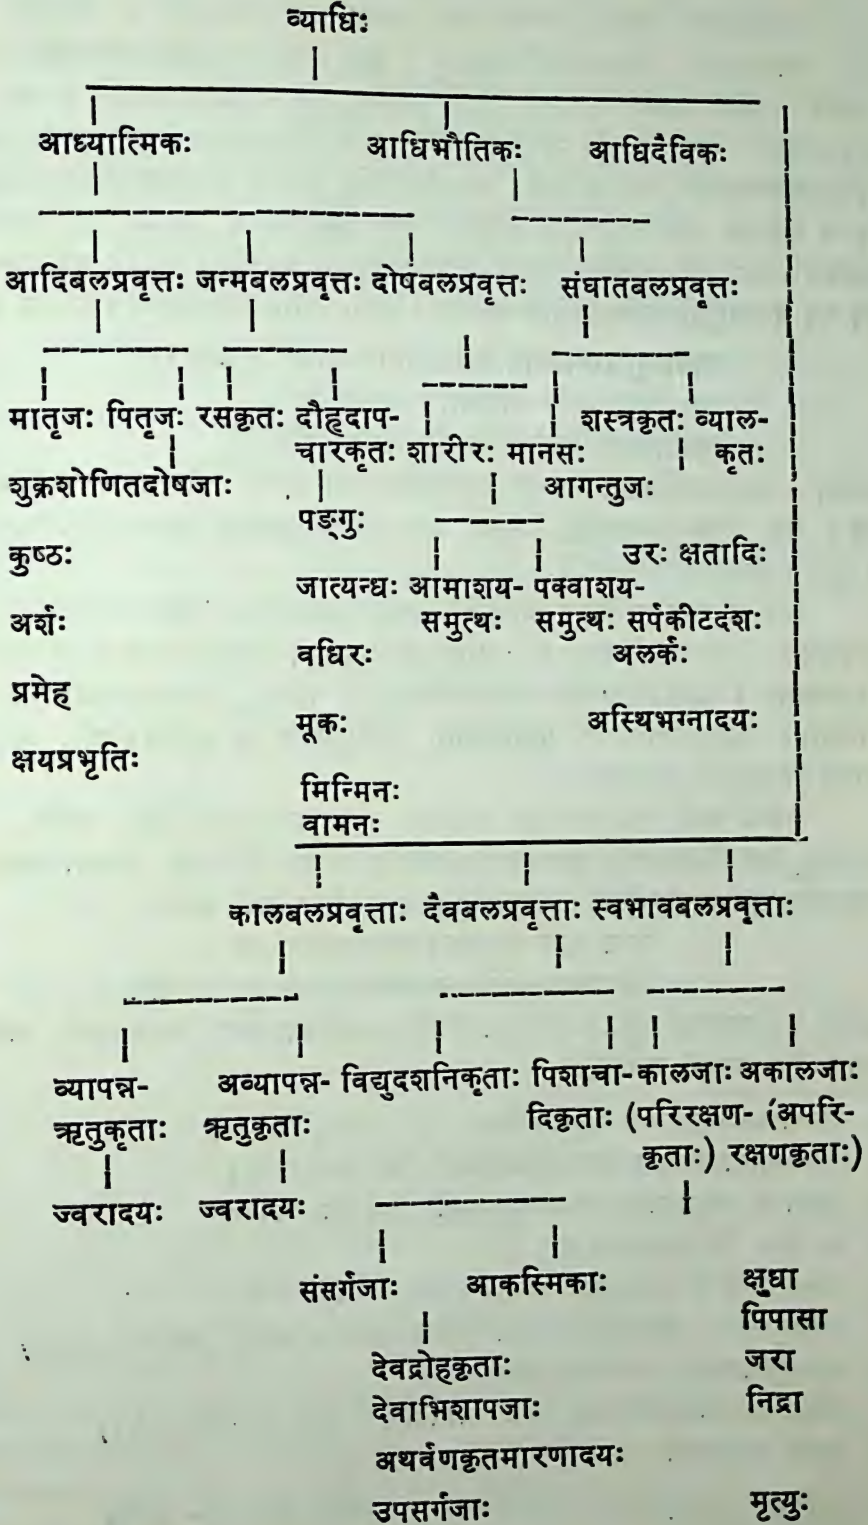 व्याधिः
आध्यात्मिकः आधिभौतिकः आधिदैविकः
आदिबलप्रवृत्तः जन्मबलप्रवृत्तः दोषबलप्रवृत्तः संघातबलप्रवृत्तः
मातृजः पितृजः रसकृतः दौहृदाप- शस्त्रकृतः व्याल-
चारकृतः शारीरः मानसः कृतः
शुक्रशोणितदोषजाः आगन्तुजः
पङ्गुः
कुष्ठः उरः क्षतादिः
जात्यन्धः आमाशय- पक्वाशय-
अर्शः समुत्थः समुत्थः सर्पकीटदंशः
वधिरः अलर्कः
प्रमेह
मूकः अस्थिभग्नादयः
क्षयप्रभृतिः
मिन्मिनः
वामनः
कालबलप्रवृत्ताः दैवबलप्रवृत्ताः स्वभावबलप्रवृत्ताः
व्यापन्न- अव्यापन्न- विद्युदशनिकृताः पिशाचा- कालजाः अकालजाः
ऋतुकृताः ऋतुकृताः दिकृताः (परिरक्षण- (अपरि-
कृताः) रक्षणकृताः)
ज्वरादयः ज्वरादयः
संसर्गजाः आकस्मिकाः क्षुधा
पिपासा
देवद्रोहकृताः जरा
देवाभिशापजाः निद्रा
अथर्वणकृतमारणादयः
उपसर्गजाः मृत्युः